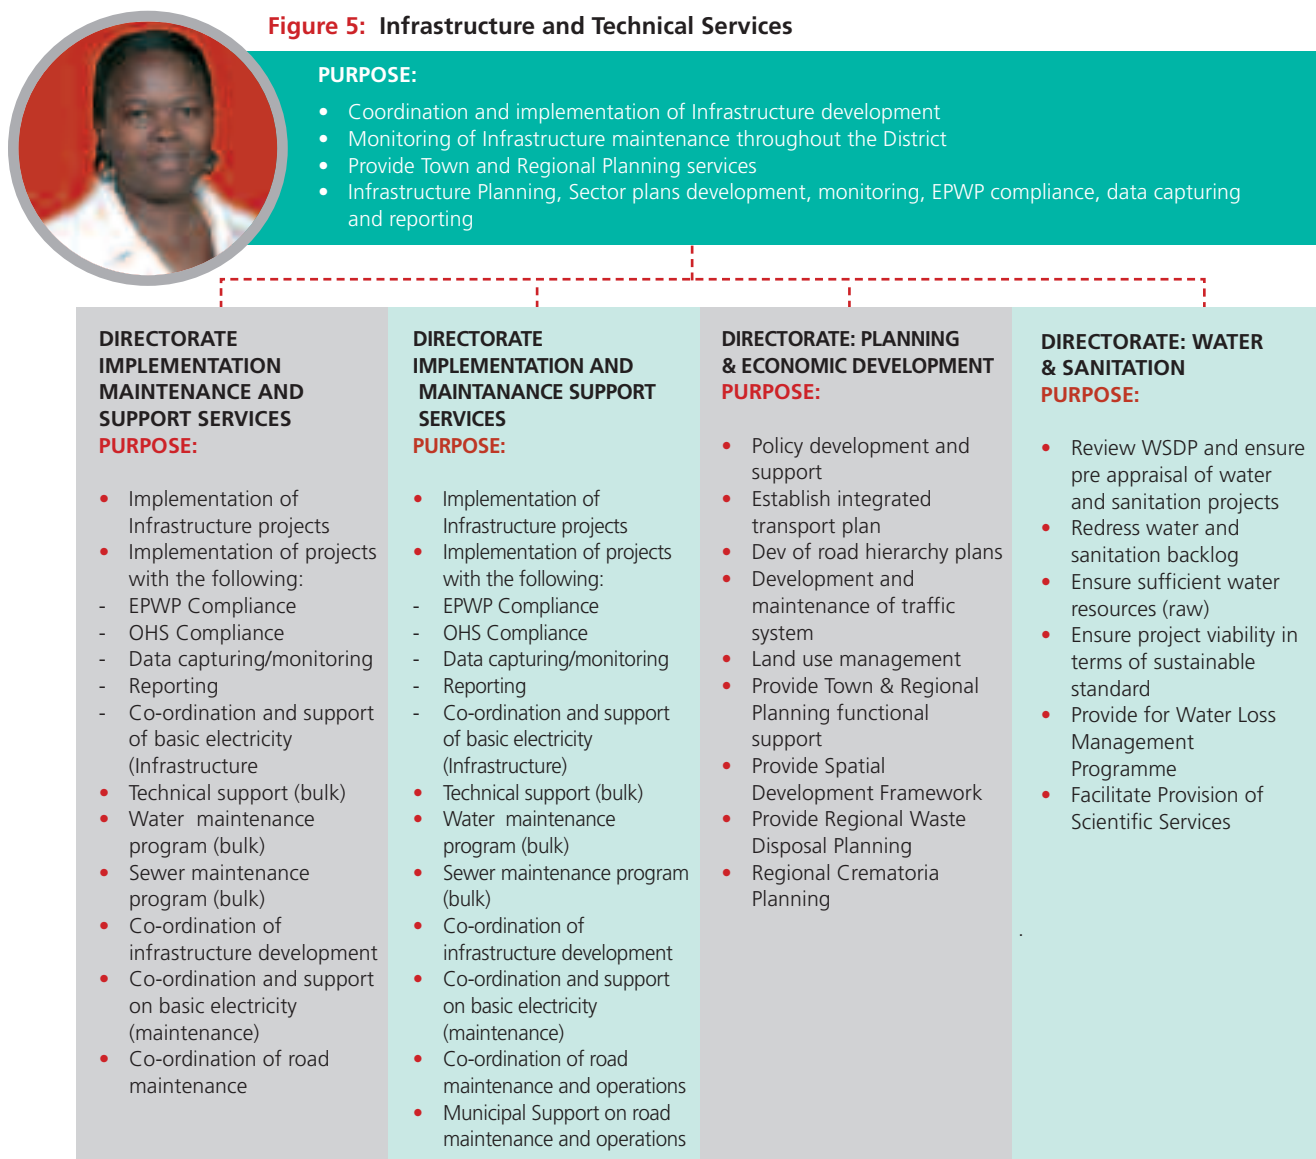 Figure 5: Infrastructure and Technical Services
PURPOSE:
• Coordination and implementation of Infrastructure development
• Monitoring of Infrastructure maintenance throughout the District
• Provide Town and Regional Planning services
• Infrastructure Planning, Sector plans development, monitoring, EPWP compliance, data capturing
and reporting
DIRECTORATE
IMPLEMENTATION
MAINTENANCE AND
SUPPORT SERVICES
PURPOSE:
• Implementation of
Infrastructure projects
• Implementation of projects
with the following:
- EPWP Compliance
- OHS Compliance
- Data capturing/monitoring
- Reporting
- Co-ordination and support
of basic electricity
(Infrastructure
• Technical support (bulk)
• Water maintenance
program (bulk)
• Sewer maintenance
program (bulk)
• Co-ordination of
infrastructure development
• Co-ordination and support
on basic electricity
(maintenance)
• Co-ordination of road
maintenance
DIRECTORATE
IMPLEMENTATION AND
MAINTANANCE SUPPORT
SERVICES
PURPOSE:
• Implementation of
Infrastructure projects
• Implementation of projects
with the following:
- EPWP Compliance
- OHS Compliance
- Data capturing/monitoring
- Reporting
- Co-ordination and support
of basic electricity
(Infrastructure)
• Technical support (bulk)
• Water maintenance
program (bulk)
• Sewer maintenance program
(bulk)
• Co-ordination of
infrastructure development
• Co-ordination and support
on basic electricity
(maintenance)
• Co-ordination of road
maintenance and operations
• Municipal Support on road
maintenance and operations
DIRECTORATE: PLANNING
& ECONOMIC DEVELOPMENT
PURPOSE:
• Policy development and
support
• Establish integrated
transport plan
• Dev of road hierarchy plans
• Development and
maintenance of traffic
system
• Land use management
• Provide Town & Regional
Planning functional
support
• Provide Spatial
Development Framework
• Provide Regional Waste
Disposal Planning
• Regional Crematoria
Planning
DIRECTORATE: WATER
& SANITATION
PURPOSE:
• Review WSDP and ensure
pre appraisal of water
and sanitation projects
• Redress water and
sanitation backlog
• Ensure sufficient water
resources (raw)
• Ensure project viability in
terms of sustainable
standard
• Provide for Water Loss
Management
Programme
• Facilitate Provision of
Scientific Services
.